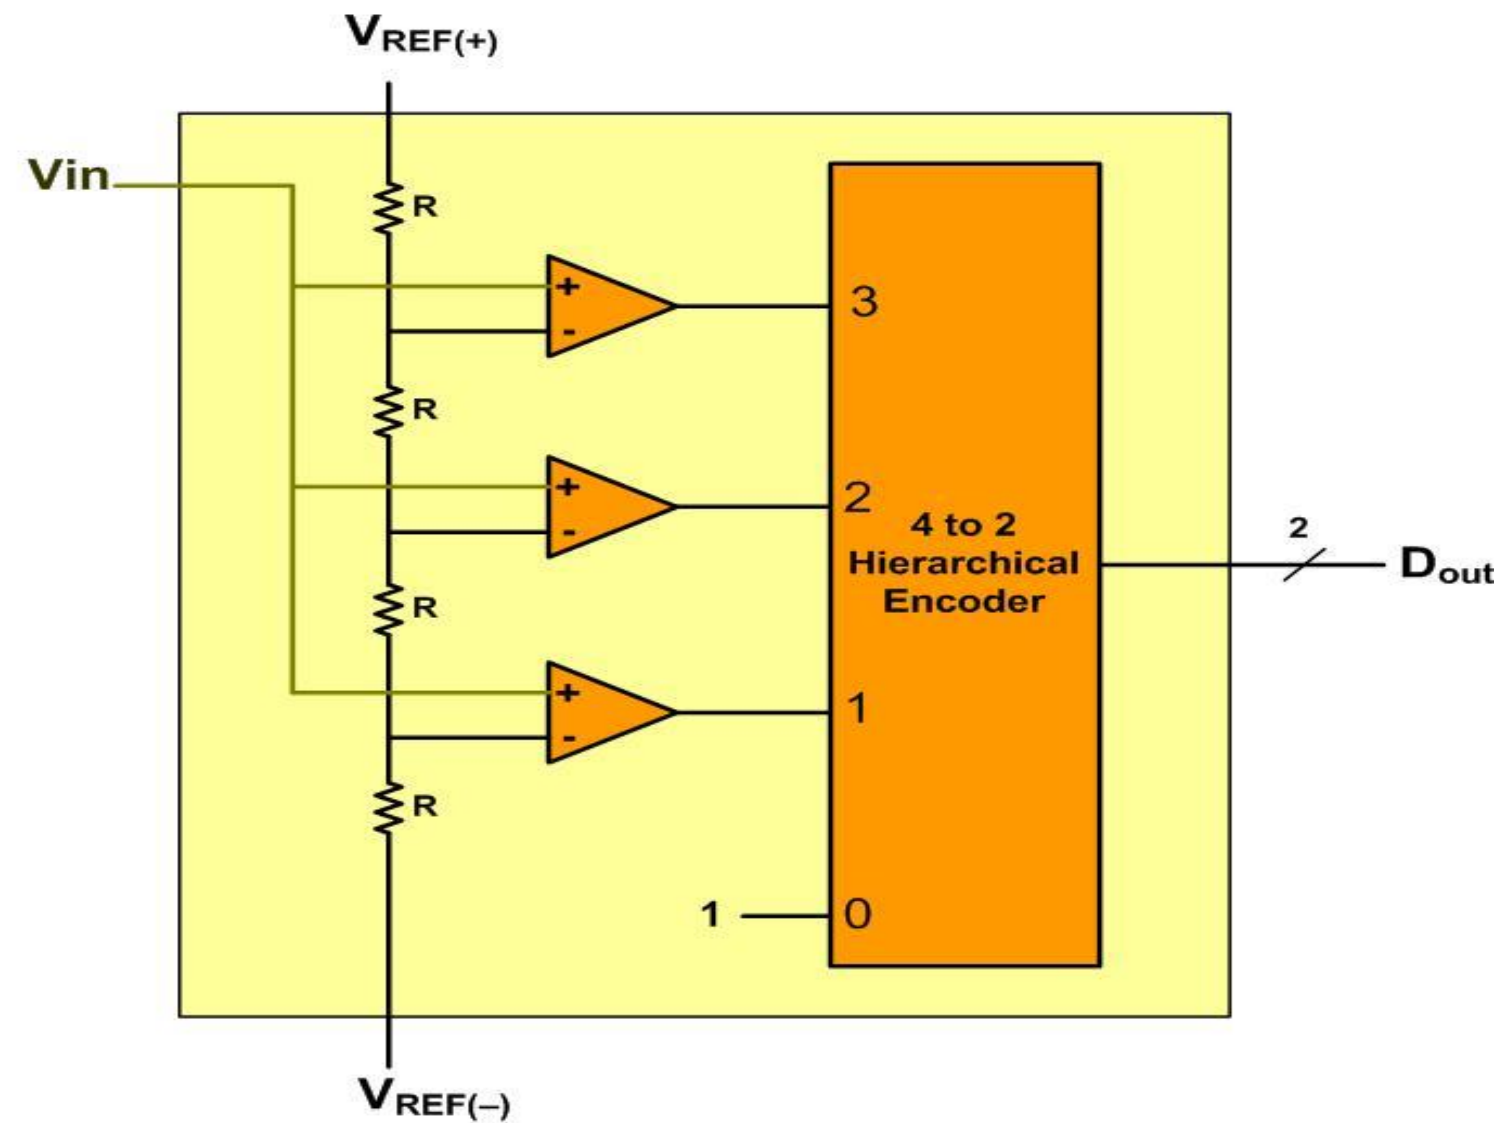 VREF(+)
Vin
R
+
-
3
R
+
-
2
4 to 2
Hierarchical
Encoder
2
Dout
R
+
-
1
R
1
0
VREF(–)